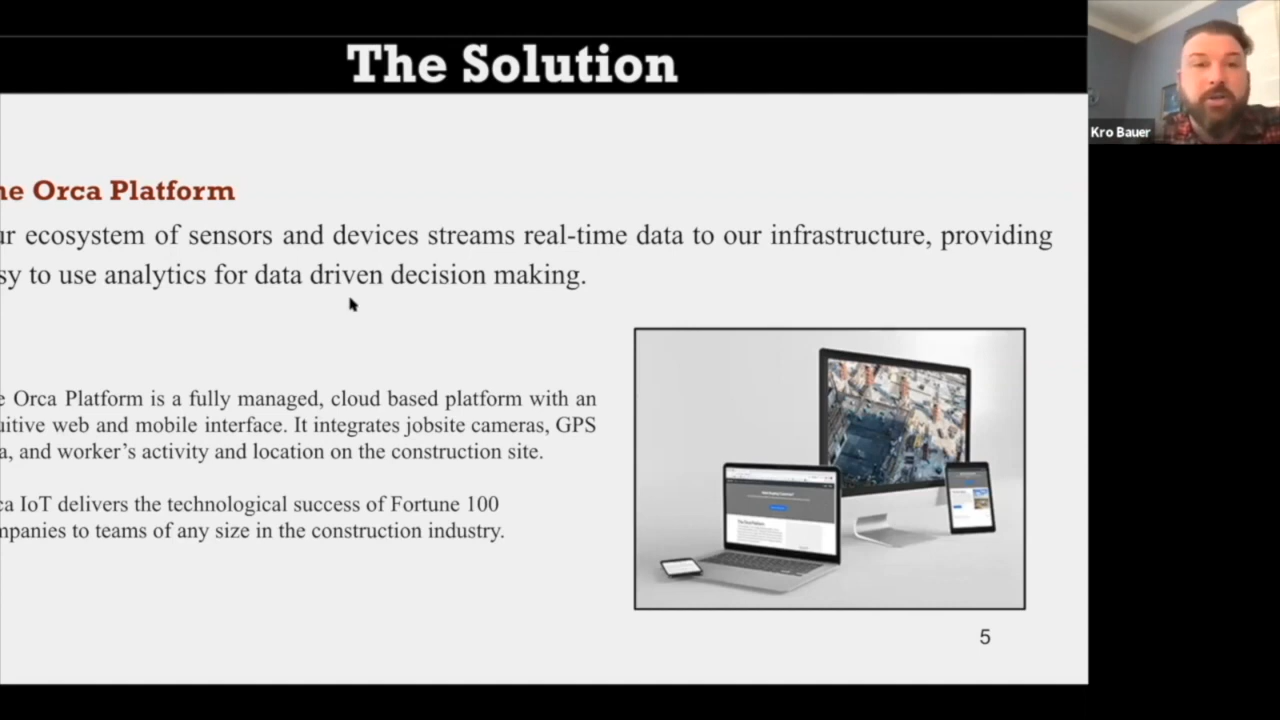 The Solution
Kro Bauer
ne Orca Platform
ur ecosystem of sensors and devices streams real-time data to our infrastructure, providing
sy to use analytics for data driven decision making.
e Orca Platform is a fully managed, cloud based platform with an
uitive web and mobile interface. It integrates jobsite cameras, GPS
a, and worker's activity and location on the construction site.
ca IoT delivers the technological success of Fortune 100
mpanies to teams of any size in the construction industry.
5